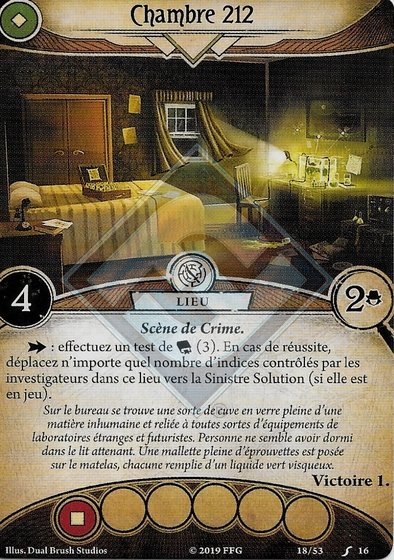 Chambre 212
4
LIEU
2
Scène de Crime.
: effectuez un test de (3). En cas de réussite,
déplacez n'importe quel nombre d'indices contrôlés par les
investigateurs dans ce lieu vers la Sinistre Solution (si elle est
en jeu).
Sur le bureau se trouve une sorte de cuve en verre pleine d'une
matière inhumaine et reliée à toutes sortes d'équipements de
laboratoires étranges et futuristes. Personne ne semble avoir dormi
dans le lit attenant. Une mallette pleine d'éprouvettes est posée
sur le matelas, chacune remplie d'un liquide vert visqueux.
Victoire 1.
Illus. Dual Brush Studios
© 2019 FFG
18/53
16